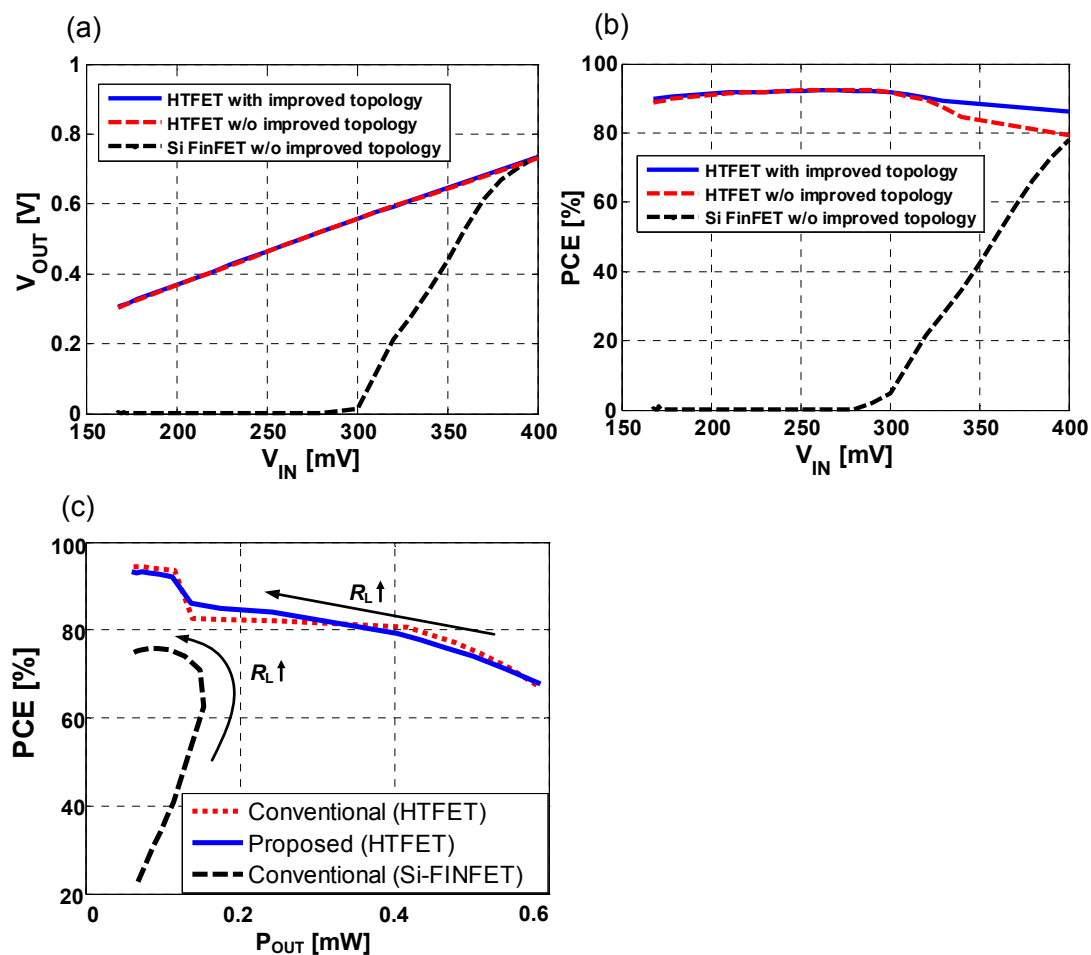 (a)
1
0.8
0.6
0.4
0.2
0
V_OUT [V]
HTFET with improved topology
HTFET w/o improved topology
Si FinFET w/o improved topology
150 200 250 300 350 400
V_IN [mV]
(b)
100
80
60
40
20
0
PCE [%]
HTFET with improved topology
HTFET w/o improved topology
Si FinFET w/o improved topology
150 200 250 300 350 400
V_IN [mV]
(c)
100
80
60
40
20
PCE [%]
R_L↑
R_L↑
Conventional (HTFET)
Proposed (HTFET)
Conventional (Si-FINFET)
0 0.2 0.4 0.6
P_OUT [mW]